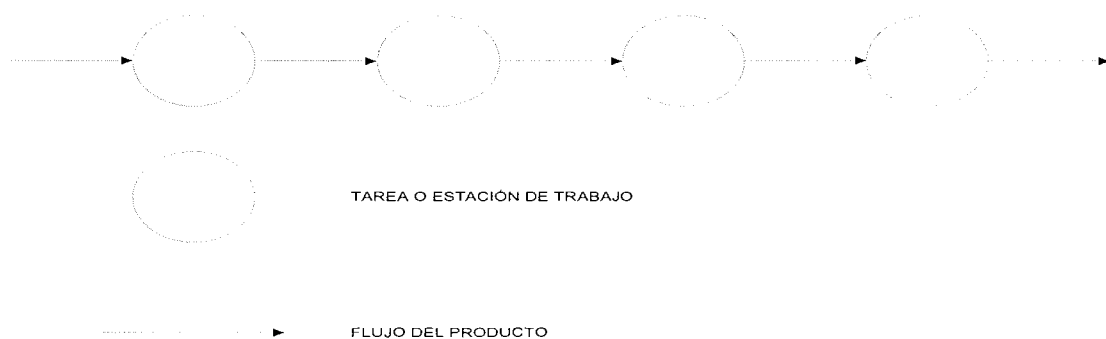 TAREA O ESTACIÓN DE TRABAJO
FLUJO DEL PRODUCTO